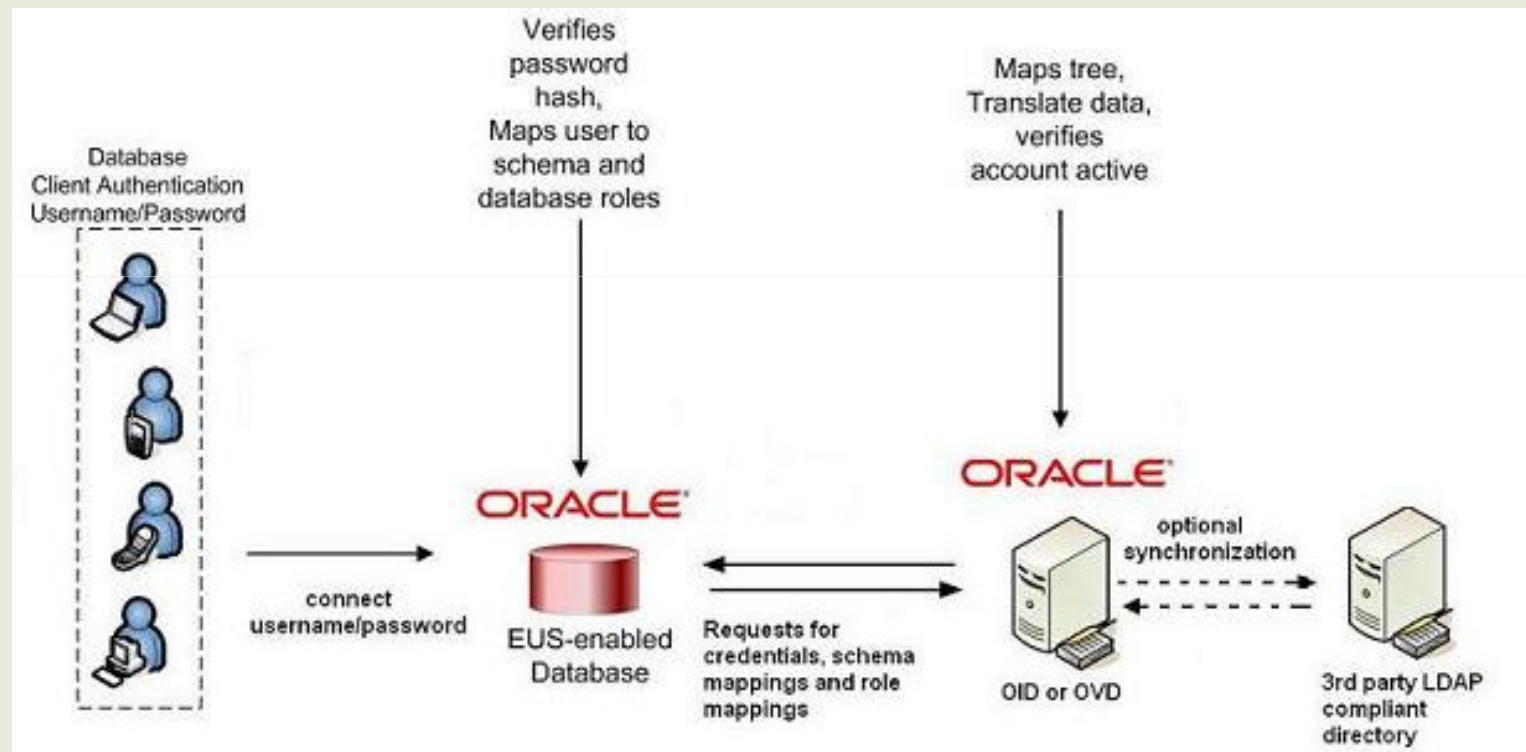 Verifies
password
hash,
Maps user to
schema and
database roles
Maps tree,
Translate data,
verifies
account active
Database
Client Authentication
Username/Password
ORACLE®
ORACLE®
optional
synchronization
connect
username/password
EUS-enabled
Database
Requests for
credentials, schema
mappings and role
mappings
OID or OVD
3rd party LDAP
compliant
directory